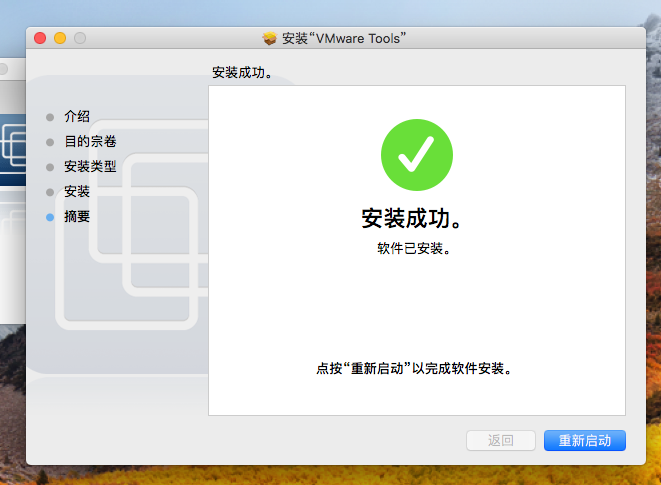 安装“VMware Tools”
安装成功。
介绍
目的宗卷
安装类型
安装
摘要
安装成功。
软件已安装。
点按“重新启动”以完成软件安装。
返回
重新启动